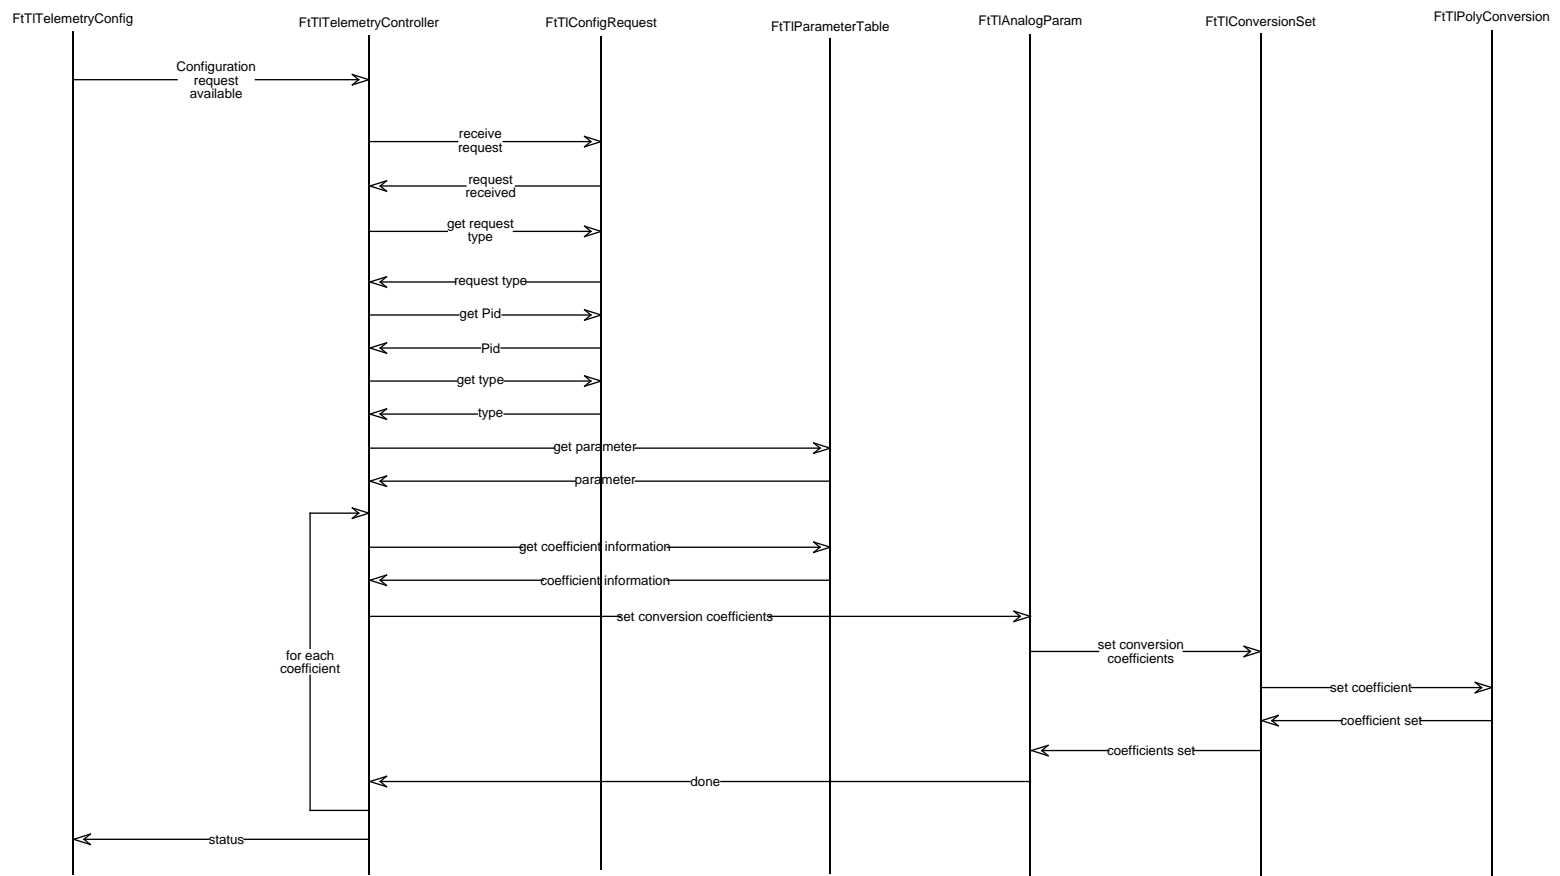 FtTlTelemetryConfig
FtTlTelemetryController
FtTlConfigRequest
FtTlParameterTable
FtTlAnalogParam
FtTlConversionSet
FtTlPolyConversion
Configuration
request
available
receive
request
request
received
get request
type
request type
get Pid
Pid
get type
type
get parameter
parameter
get coefficient information
coefficient information
set conversion coefficients
for each
coefficient
set conversion
coefficients
set coefficient
coefficient set
coefficients set
done
status